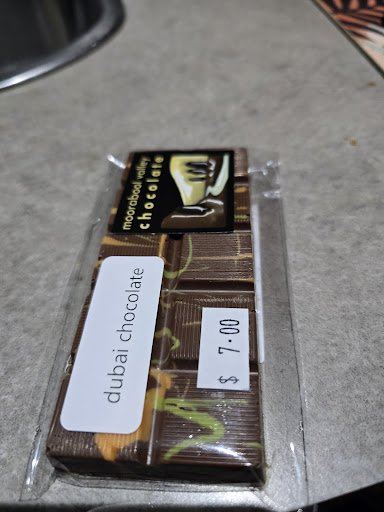 moorabool valley
chocolate
dubai chocolate
$ 7.00